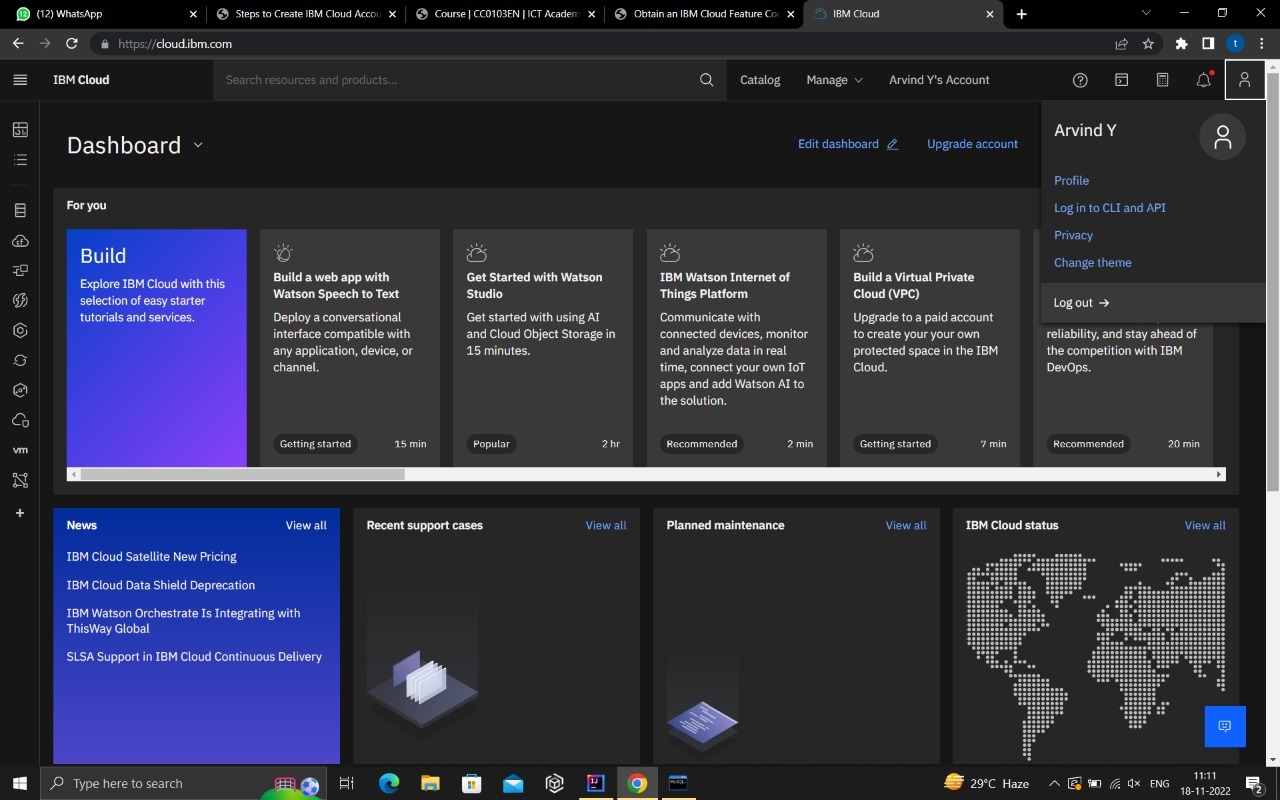 (12) WhatsApp
Steps to Create IBM Cloud Accou
Course | CC0103EN | ICT Academ
Obtain an IBM Cloud Feature Co
IBM Cloud
https://cloud.ibm.com
t
IBM Cloud
Search resources and products...
Catalog
Manage
Arvind Y's Account
Dashboard
Edit dashboard
Upgrade account
Arvind Y
Profile
Log in to CLI and API
Privacy
Change theme
Log out →
For you
Build
Explore IBM Cloud with this
selection of easy starter
tutorials and services.
Build a web app with
Watson Speech to Text
Deploy a conversational
interface compatible with
any application, device, or
channel.
Getting started
15 min
Get Started with Watson
Studio
Get started with using AI
and Cloud Object Storage in
15 minutes.
Popular
2 hr
IBM Watson Internet of
Things Platform
Communicate with
connected devices, monitor
and analyze data in real
time, connect your own IoT
apps and add Watson AI to
the solution.
Recommended
2 min
Build a Virtual Private
Cloud (VPC)
Upgrade to a paid account
to create your your own
protected space in the IBM
Cloud.
Getting started
7 min
reliability, and stay ahead of
the competition with IBM
DevOps.
Recommended
20 min
vm
News
View all
IBM Cloud Satellite New Pricing
IBM Cloud Data Shield Deprecation
IBM Watson Orchestrate Is Integrating with
ThisWay Global
SLSA Support in IBM Cloud Continuous Delivery
Recent support cases
View all
Planned maintenance
View all
IBM Cloud status
View all
Type here to search
29°C Haze
ENG
11:11
18-11-2022
2